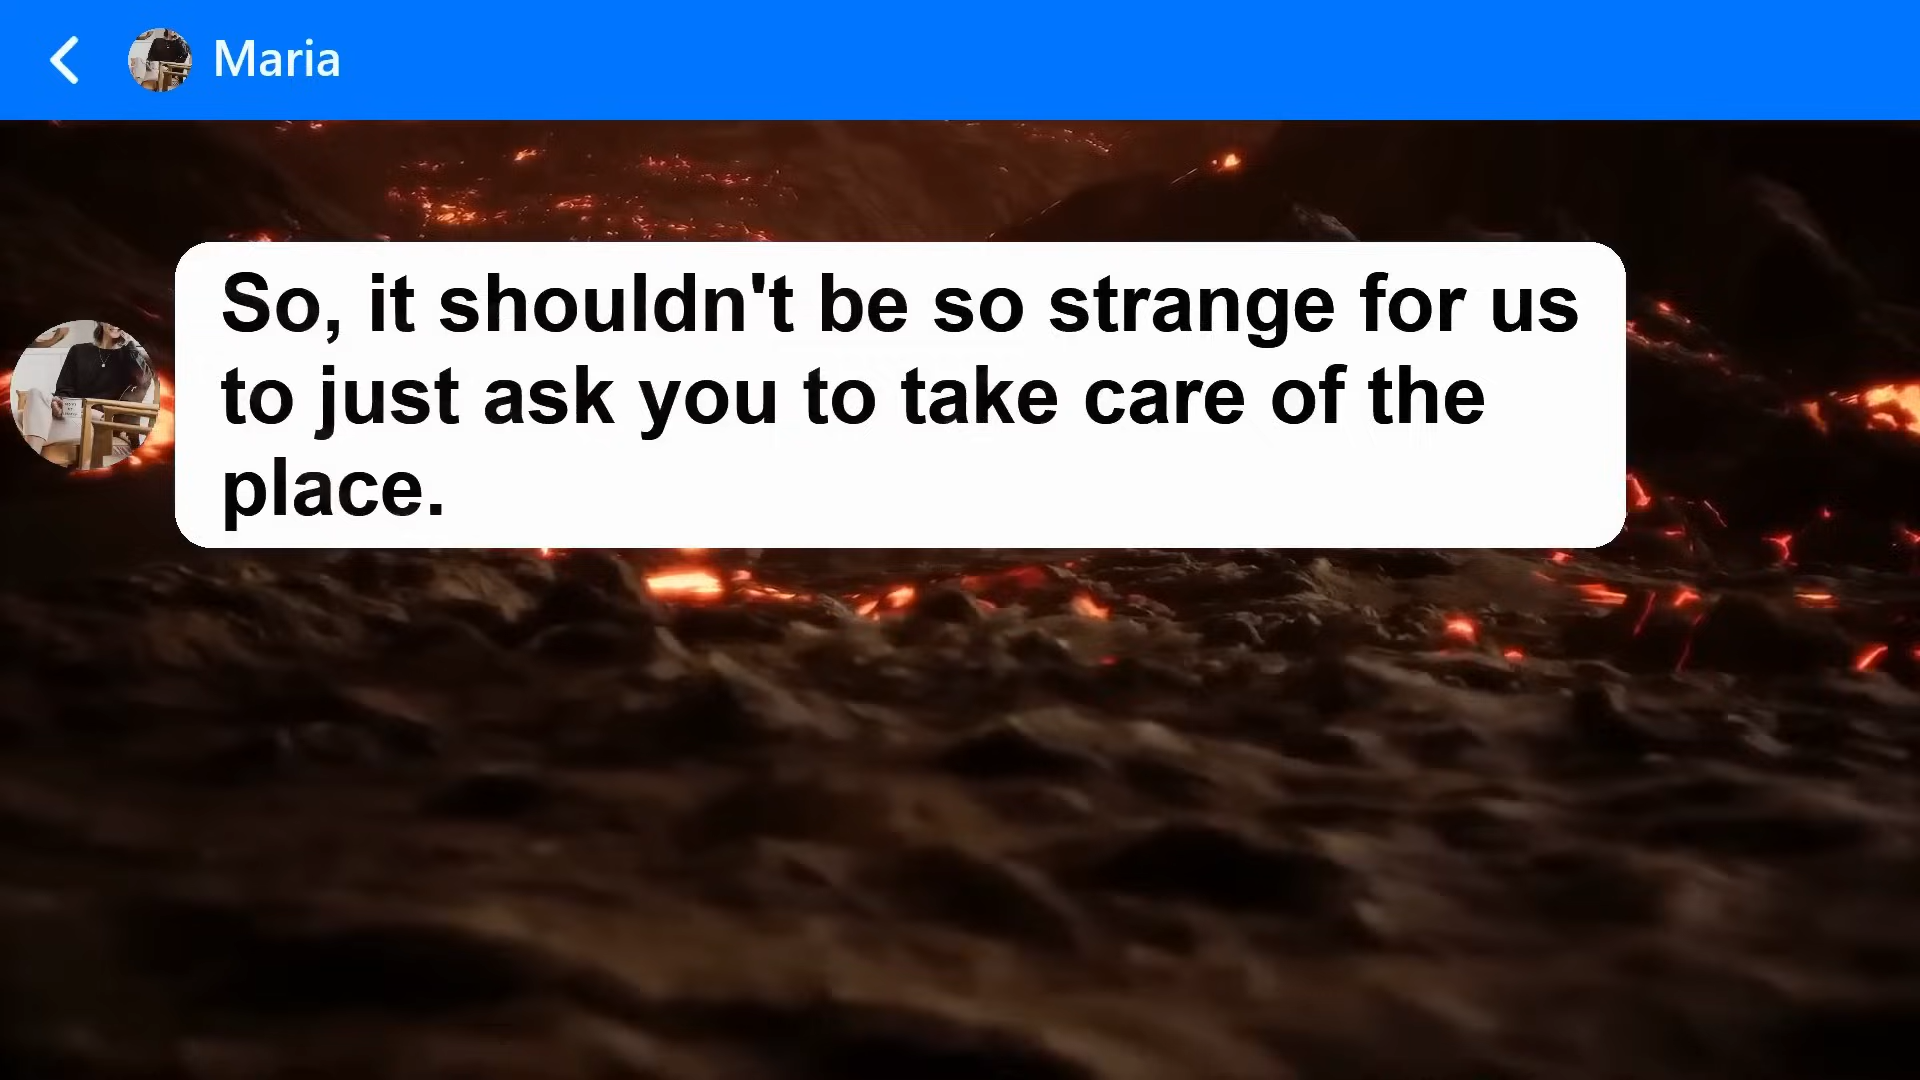 Maria
So, it shouldn't be so strange for us
to just ask you to take care of the
place.